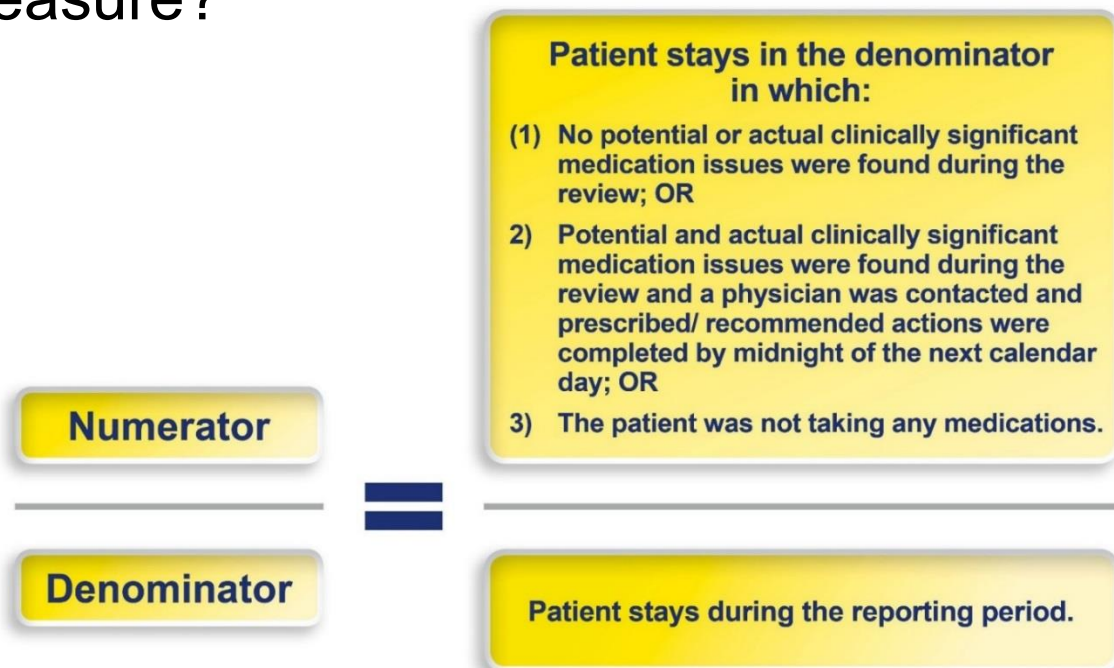 easure?
Patient stays in the denominator
in which:
(1) No potential or actual clinically significant
medication issues were found during the
review; OR
2) Potential and actual clinically significant
medication issues were found during the
review and a physician was contacted and
prescribed/ recommended actions were
completed by midnight of the next calendar
day; OR
3) The patient was not taking any medications.
Numerator
=
Denominator
Patient stays during the reporting period.